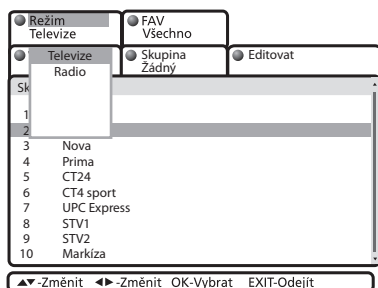 Režim
Televize
FAV
Všechno
Televize
Radio
Skupina
Žádný
Editovat
Sk
1
2
3 Nova
4 Prima
5 CT24
6 CT4 sport
7 UPC Express
8 STV1
9 STV2
10 Markíza
▲▼-Změnit ◀▶-Změnit OK-Vybrat EXIT-Odejít